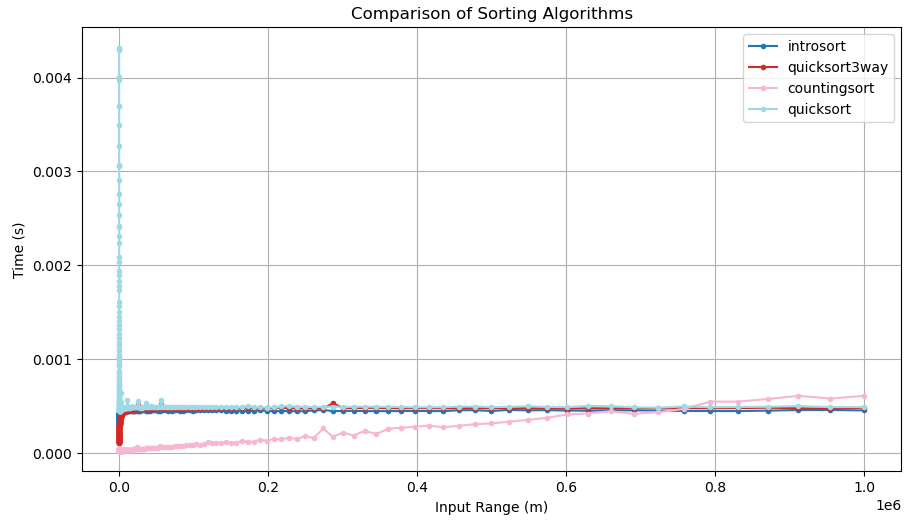 Comparison of Sorting Algorithms
introsort
quicksort3way
countingsort
quicksort
Time (s)
0.004
0.003
0.002
0.001
0.000
0.0
0.2
0.4
0.6
0.8
1.0
1e6
Input Range (m)